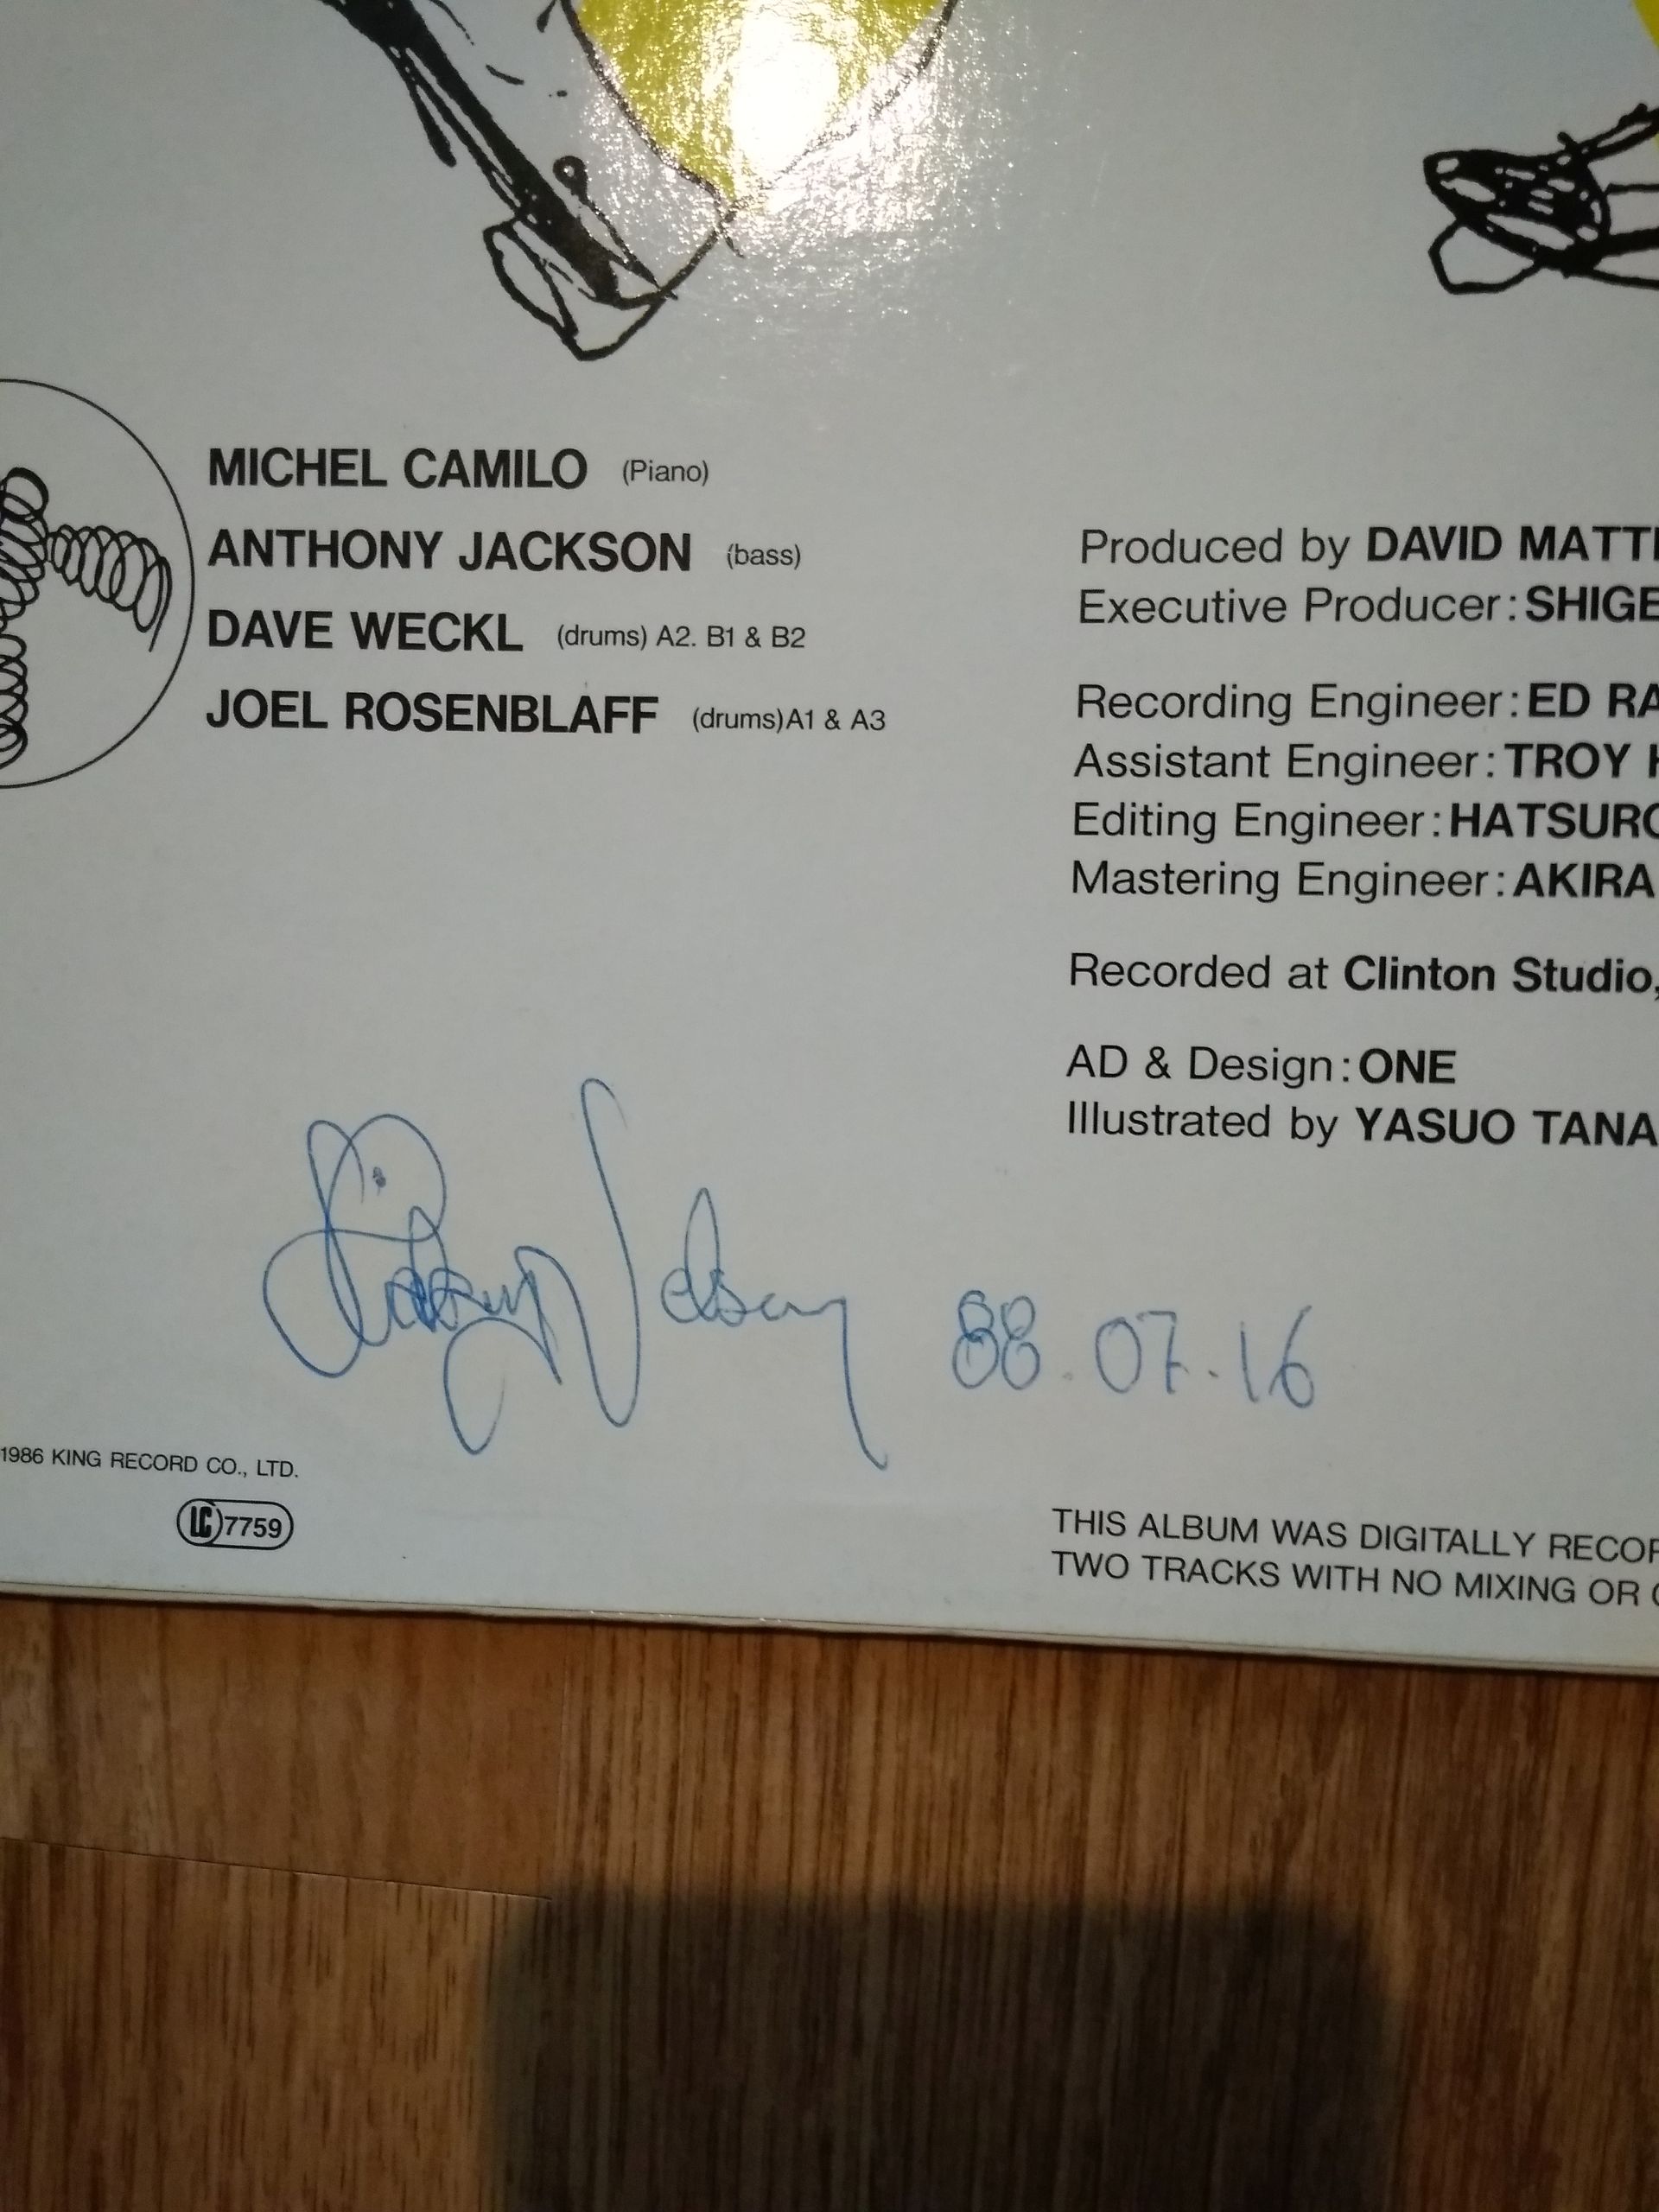 MICHEL CAMILO (Piano)
ANTHONY JACKSON (bass)
DAVE WECKL (drums) A2. B1 & B2
JOEL ROSENBLAFF (drums)A1 & A3
Produced by DAVID MATT
Executive Producer:SHIGE
Recording Engineer:ED RA
Assistant Engineer:TROY
Editing Engineer:HATSURO
Mastering Engineer:AKIRA
Recorded at Clinton Studio,
AD & Design:ONE
Illustrated by YASUO TANA
88.07.16
1986 KING RECORD CO., LTD.
LC 7759
THIS ALBUM WAS DIGITALLY RECOR
TWO TRACKS WITH NO MIXING OR